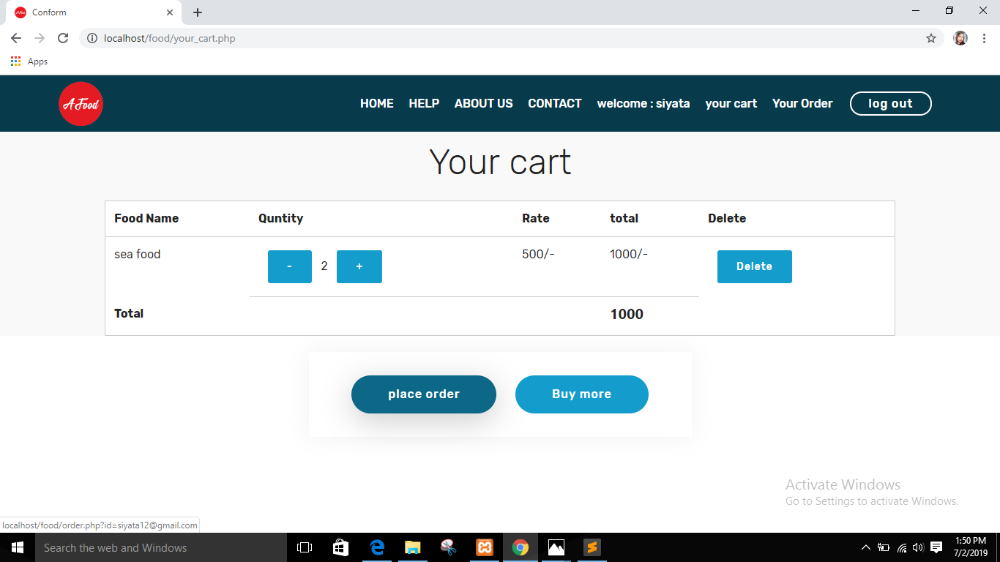 Conform
localhost/food/your_cart.php
Apps
A Food
HOME HELP ABOUT US CONTACT welcome : siyata your cart Your Order log out
Your cart
Food Name Quntity Rate total Delete
sea food - 2 + 500/- 1000/- Delete
Total 1000
place order Buy more
Activate Windows
Go to Settings to activate Windows.
localhost/food/order.php?id=siyata12@gmail.com
Search the web and Windows
1:50 PM
7/2/2019